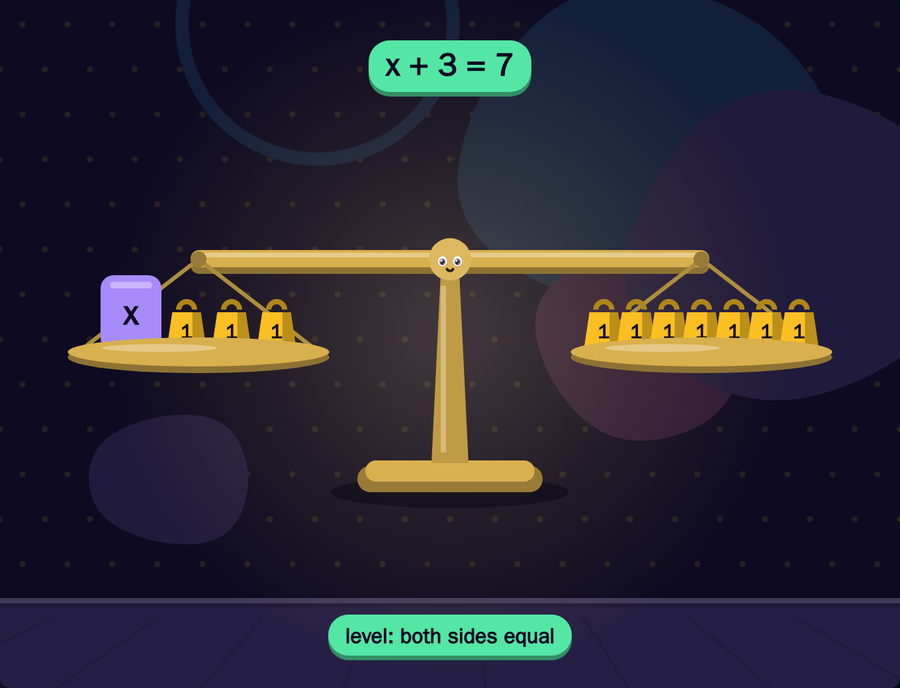 x + 3 = 7
x 1 1 1 1 1 1 1 1 1 1
level: both sides equal